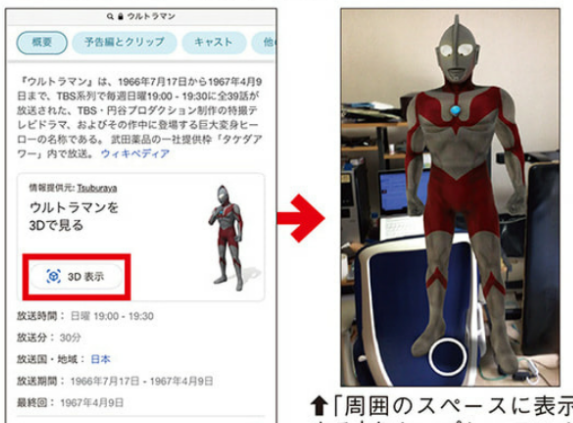 ウルトラマン
概要
予告編とクリップ
キャスト
他
『ウルトラマン』は、1966年7月17日から1967年4月9
日まで、TBS系列で毎週日曜19:00 - 19:30に全39話が
放送された、TBS・円谷プロダクション制作の特撮テ
レビドラマ、およびその作中に登場する巨大変身ヒー
ローの名称である。 武田薬品の一社提供枠「タケダア
ワー」内で放送。 ウィキペディア
情報提供元: Tsuburaya
ウルトラマンを
3Dで見る
3D 表示
放送時間： 日曜 19:00 - 19:30
放送分： 30分
放送国・地域： 日本
放送期間： 1966年7月17日 - 1967年4月9日
最終回： 1967年4月9日
⬆「周囲のスペースに表示